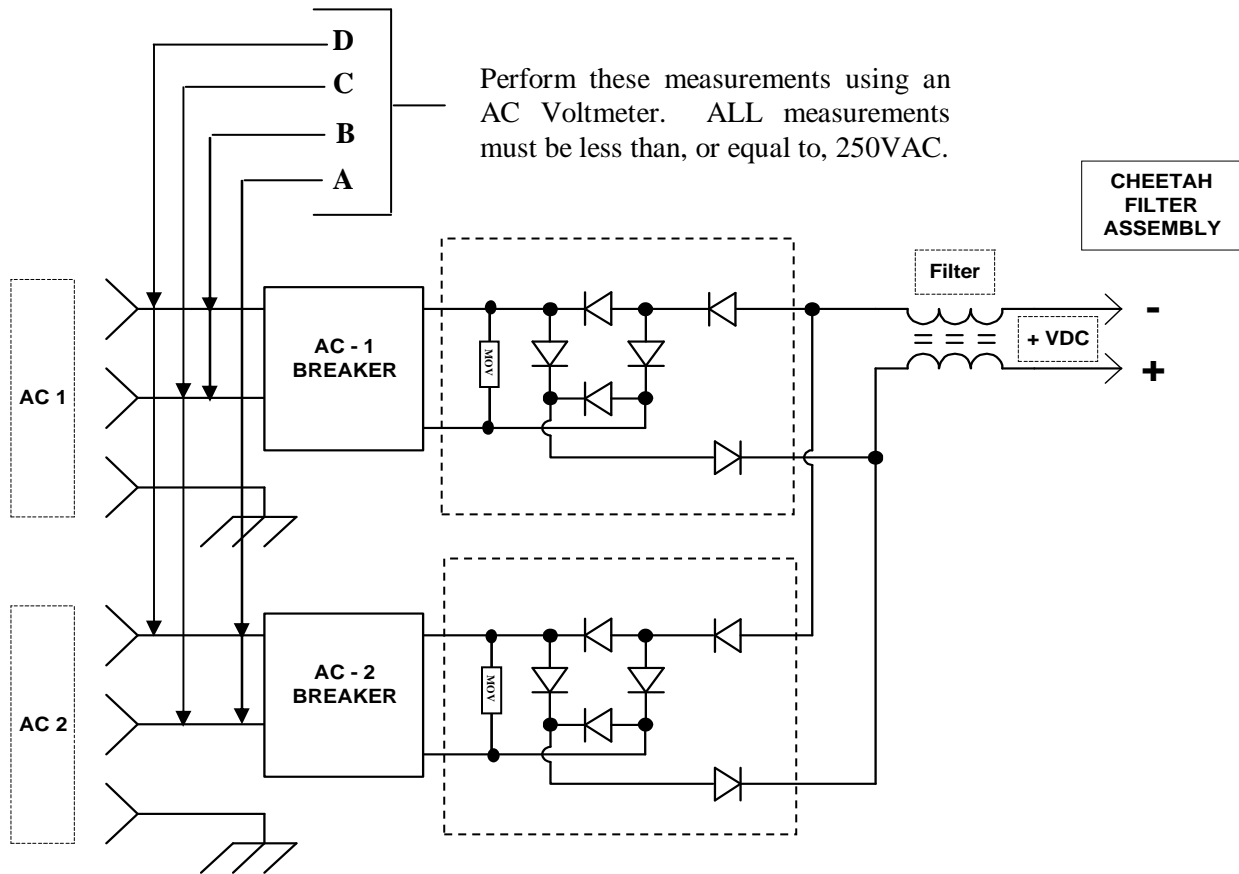 D
C
B
A
Perform these measurements using an
AC Voltmeter. ALL measurements
must be less than, or equal to, 250VAC.
CHEETAH
FILTER
ASSEMBLY
AC 1
AC - 1
BREAKER
MOV
Filter
+ VDC
-
+
AC 2
AC - 2
BREAKER
MOV